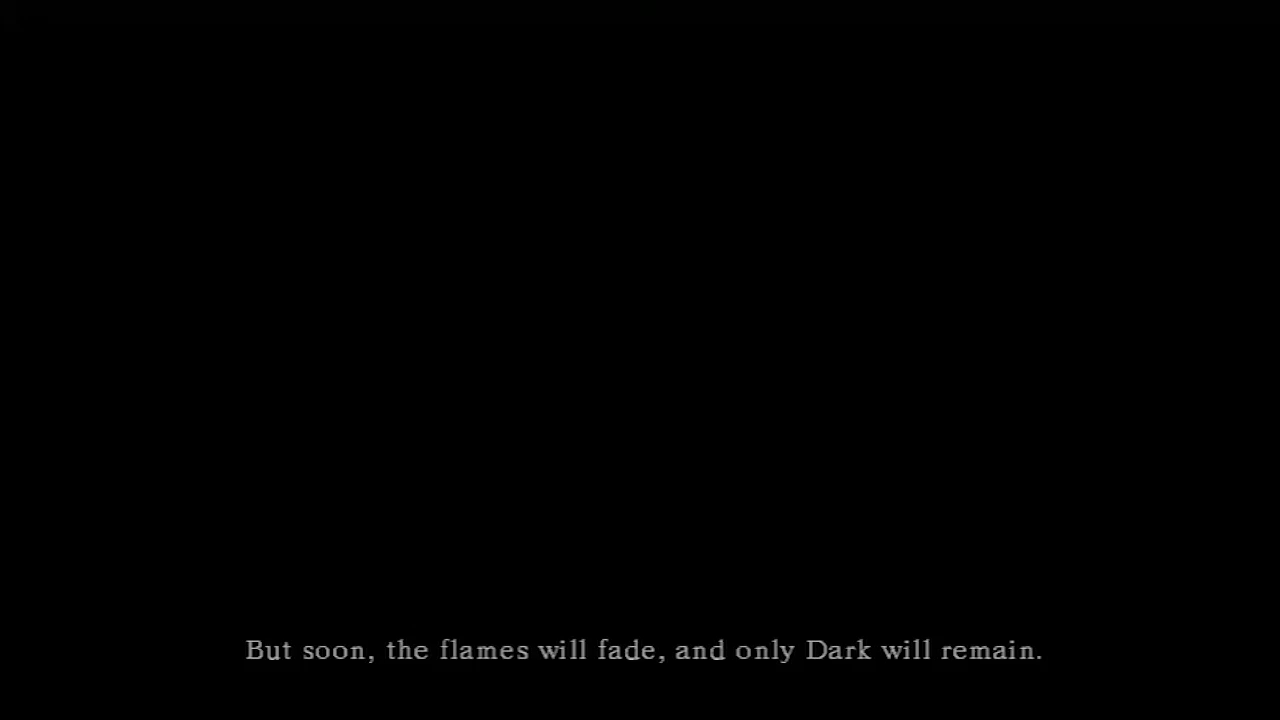 But soon, the flames will fade, and only Dark will remain.